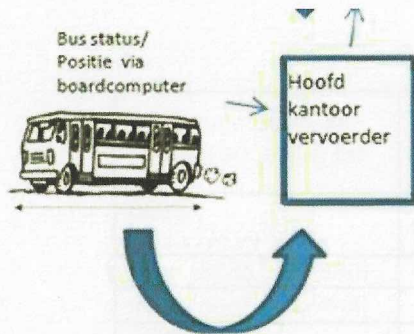 Bus status/
Positie via
boardcomputer
Hoofd
kantoor
vervoerder